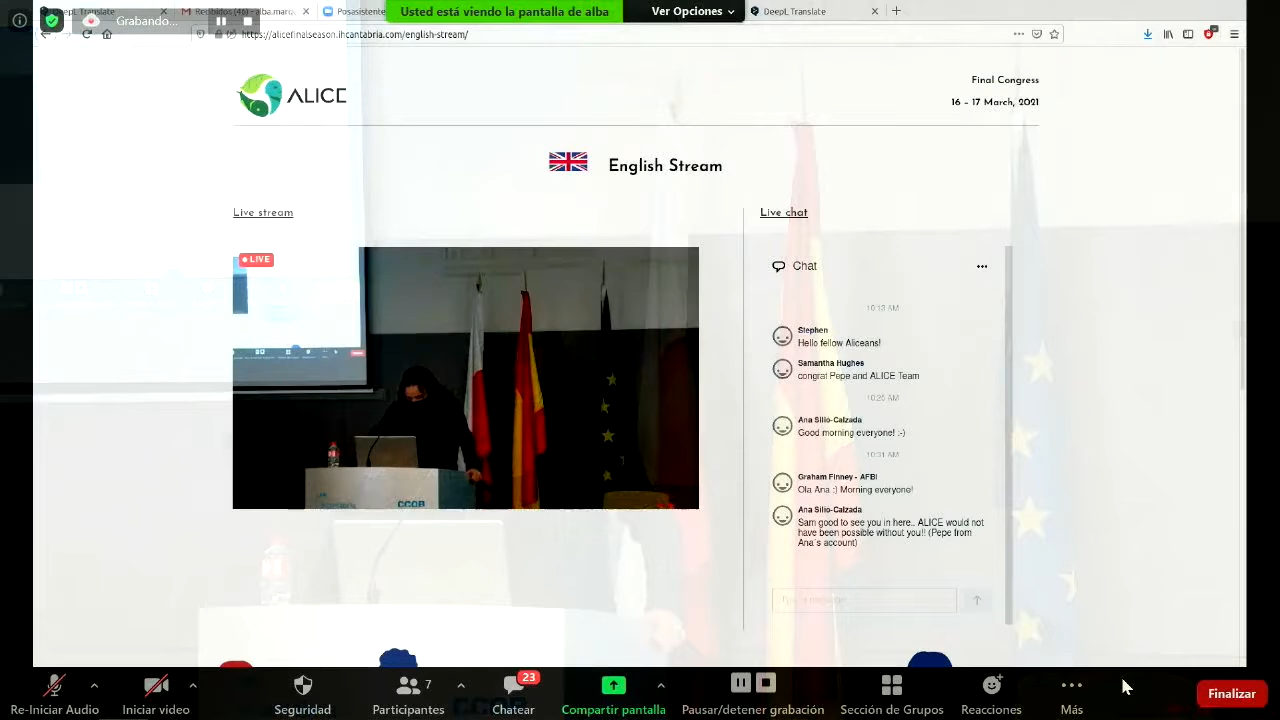 DeepL Translate
Recibidos (46) - alba.marq
Posasistente
Usted está viendo la pantalla de alba
Ver Opciones
DeepL Translate
Grabando...
https://alicefinalseason.ihcantabria.com/english-stream/
ALICE
Final Congress
16 – 17 March, 2021
English Stream
Live stream
Live chat
LIVE
Chat
10:13 AM
Stephen
Hello fellow Aliceans!
Samantha Hughes
congrat Pepe and ALICE Team
10:26 AM
Ana Silio-Calzada
Good morning everyone! :-)
10:31 AM
Graham Finney - AFBI
Ola Ana :) Morning everyone!
Ana Silio-Calzada
Sam good to see you in here.. ALICE would not
have been possible without you!! (Pepe from
Ana´s account)
23
7
Re-Iniciar Audio
Iniciar video
Seguridad
Participantes
Chatear
Compartir pantalla
Pausar/detener grabación
Sección de Grupos
Reacciones
Más
Finalizar